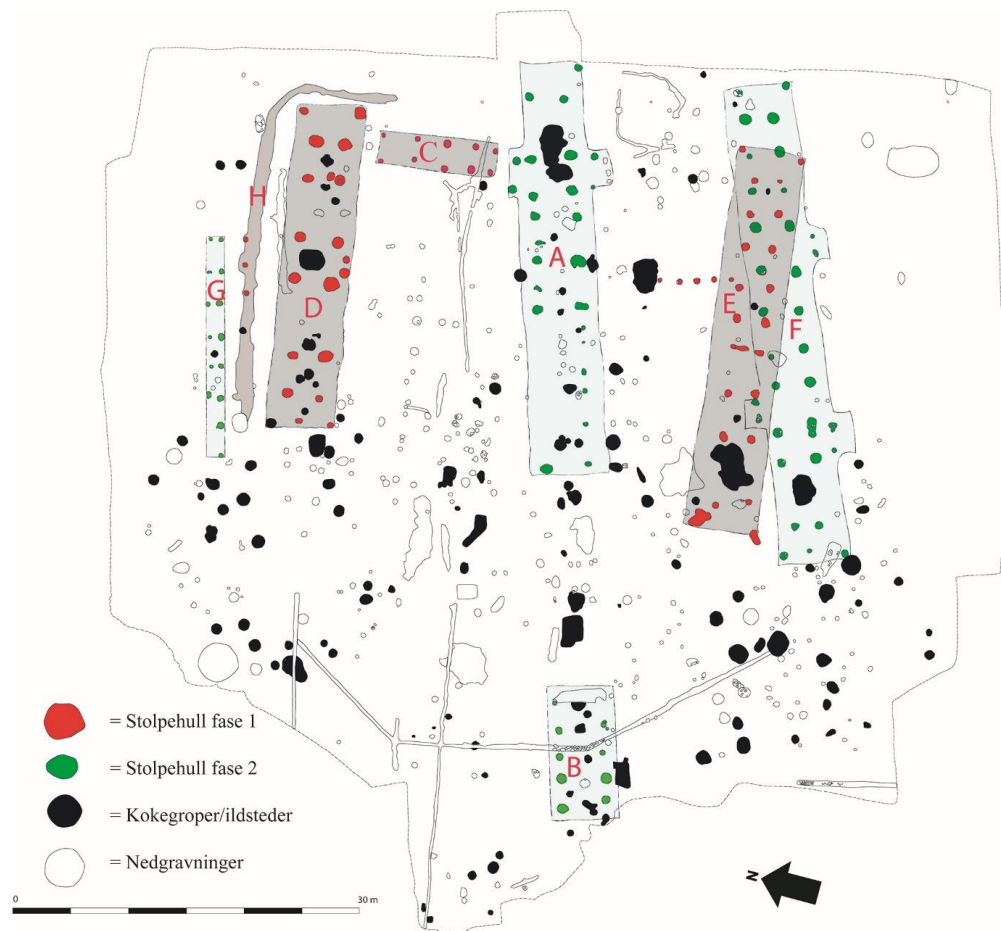 C
H
A
G
D
E
F
B
= Stolpehull fase 1
= Stolpehull fase 2
= Kokegroper/ildsteder
= Nedgravninger
N
0 30 m